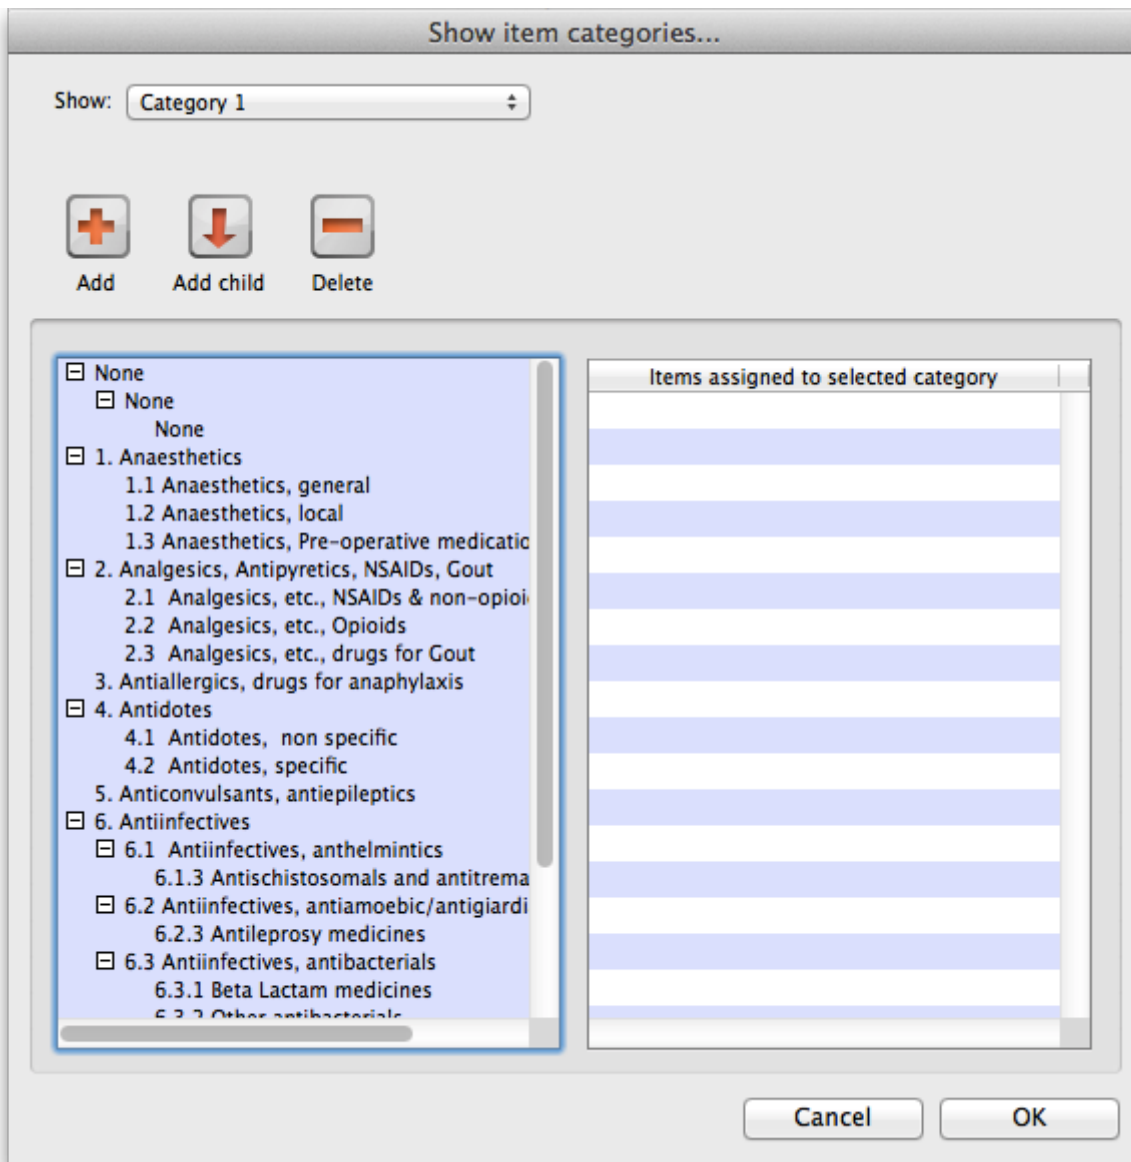 Show item categories...
Show: Category 1
Add Add child Delete
None
None
None
1. Anaesthetics
1.1 Anaesthetics, general
1.2 Anaesthetics, local
1.3 Anaesthetics, Pre-operative medicatio
2. Analgesics, Antipyretics, NSAIDs, Gout
2.1 Analgesics, etc., NSAIDs & non-opioi
2.2 Analgesics, etc., Opioids
2.3 Analgesics, etc., drugs for Gout
3. Antiallergics, drugs for anaphylaxis
4. Antidotes
4.1 Antidotes, non specific
4.2 Antidotes, specific
5. Anticonvulsants, antiepileptics
6. Antiinfectives
6.1 Antiinfectives, anthelmintics
6.1.3 Antischistosomals and antitrema
6.2 Antiinfectives, antiamoebic/antigiardi
6.2.3 Antileprosy medicines
6.3 Antiinfectives, antibacterials
6.3.1 Beta Lactam medicines
6.3.2 Other antibacterials
Items assigned to selected category
Cancel OK